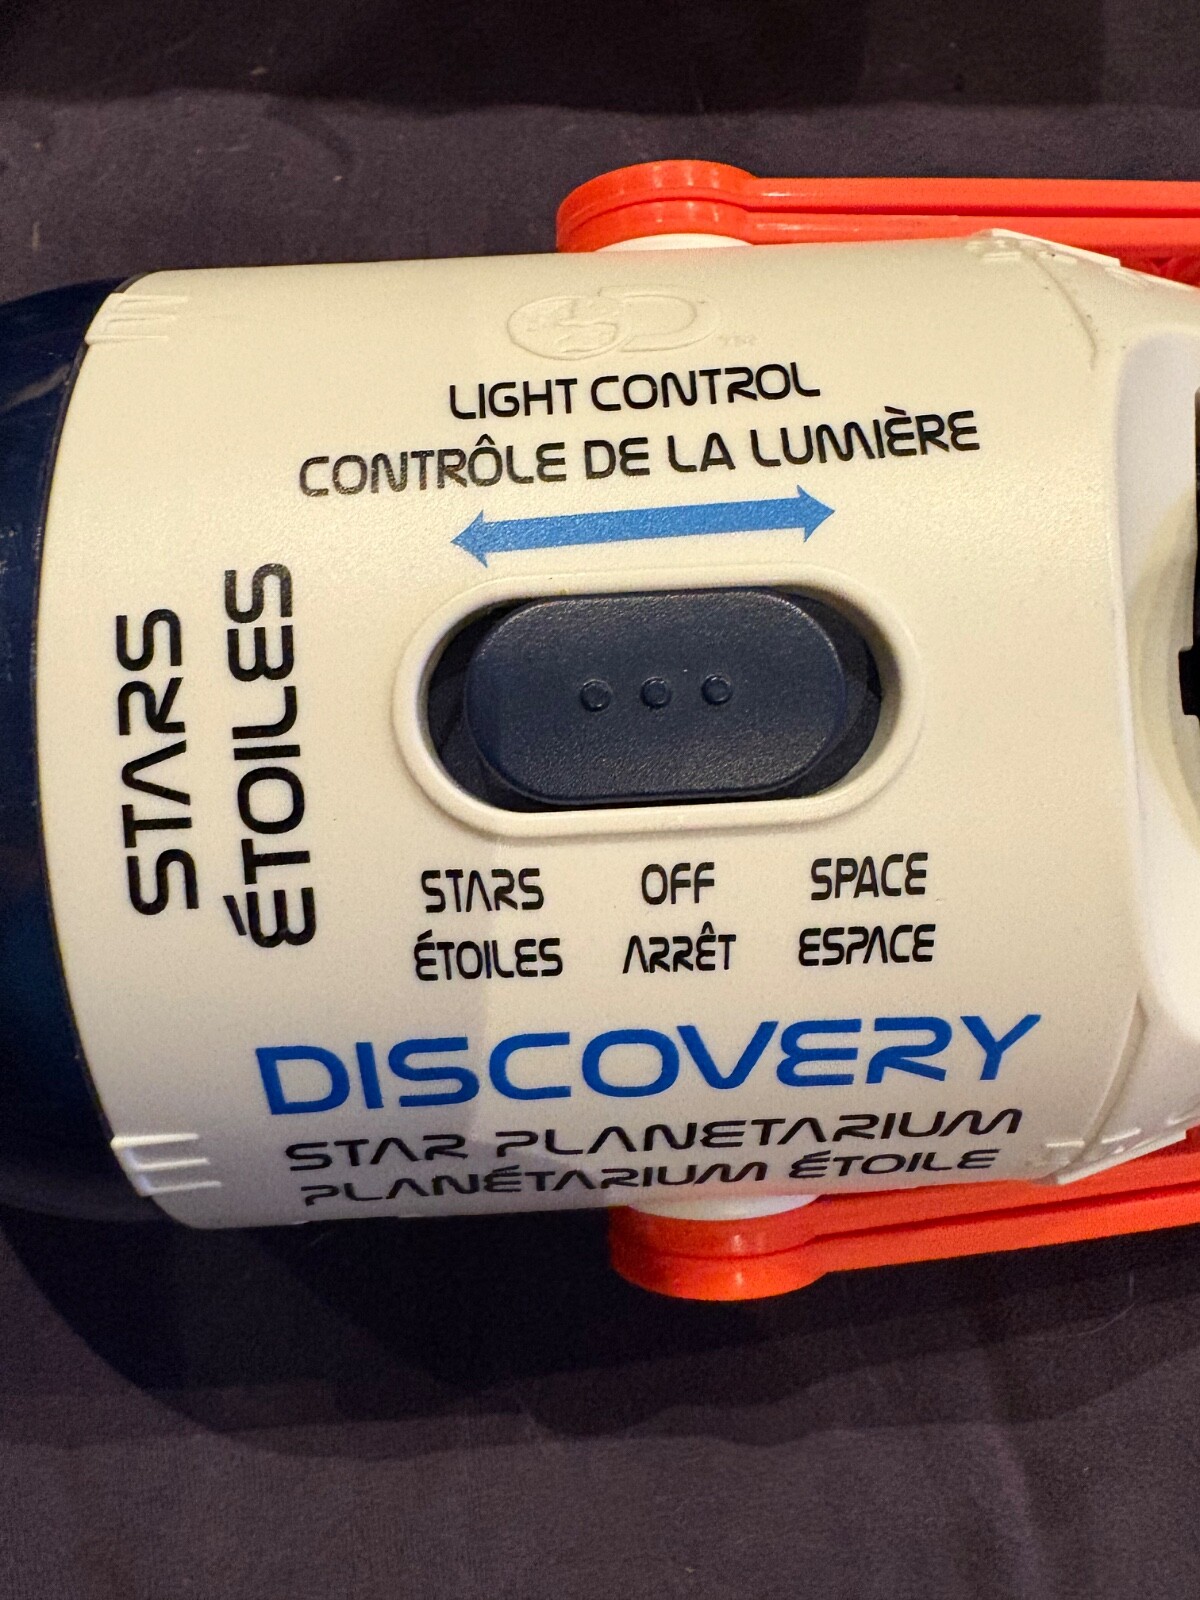 LIGHT CONTROL
CONTRÔLE DE LA LUMIÈRE
STARS
ÉTOILES
STARS OFF SPACE
ÉTOILES ARRÊT ESPACE
DISCOVERY
STAR PLANETARIUM
PLANÉTARIUM ÉTOILE